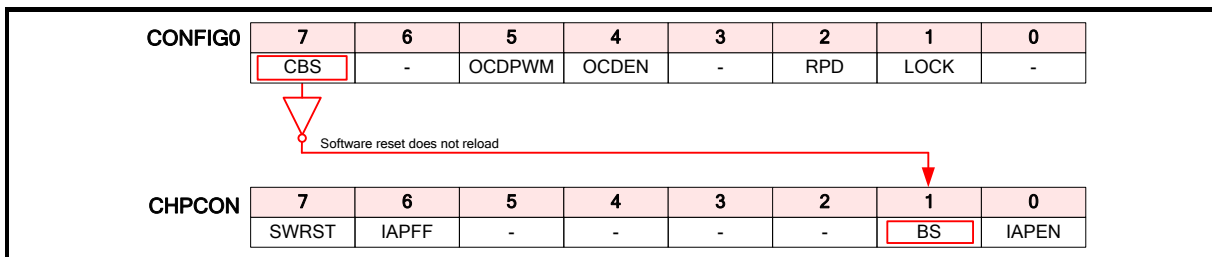 CONFIG0 7 6 5 4 3 2 1 0
CBS - OCDPWM OCDEN - RPD LOCK -
Software reset does not reload
CHPCON 7 6 5 4 3 2 1 0
SWRST IAPFF - - - - BS IAPEN